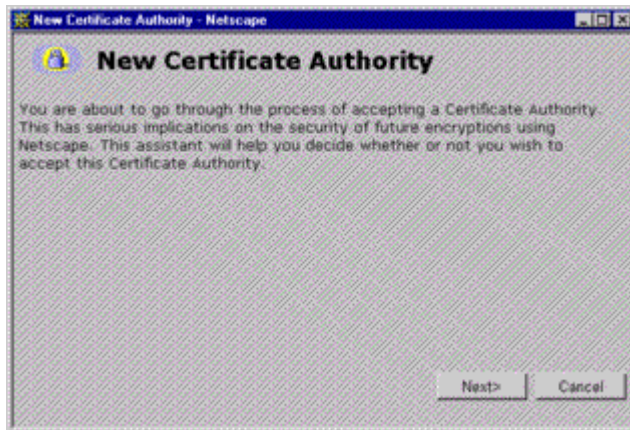 New Certificate Authority - Netscape
New Certificate Authority
You are about to go through the process of accepting a Certificate Authority.
This has serious implications on the security of future encryptions using
Netscape. This assistant will help you decide whether or not you wish to
accept this Certificate Authority.
Next> Cancel